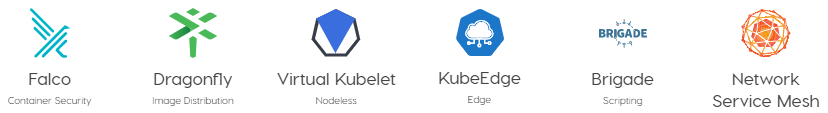 BRIGADE
Falco
Dragonfly
Virtual Kubelet
KubeEdge
Brigade
Network
Service Mesh
Container Security
Image Distribution
Nodeless
Edge
Scripting